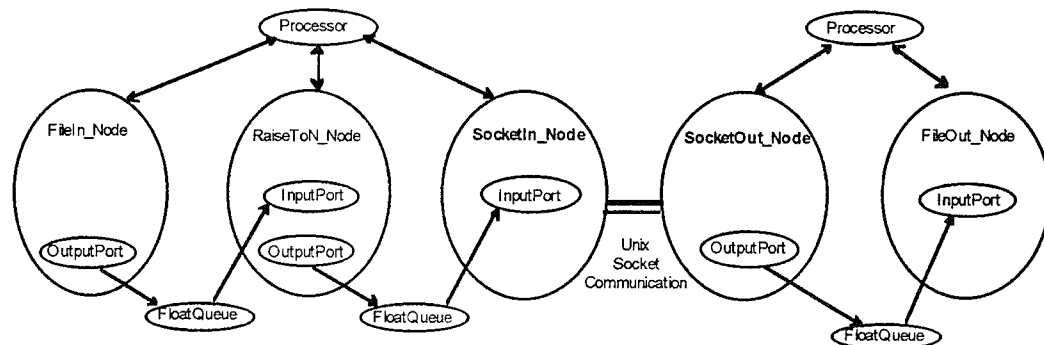 Processor
Processor
FileIn_Node
RaiseToN_Node
SocketIn_Node
SocketOut_Node
FileOut_Node
InputPort
InputPort
InputPort
OutputPort
OutputPort
OutputPort
Unix
Socket
Communication
FloatQueue
FloatQueue
FloatQueue